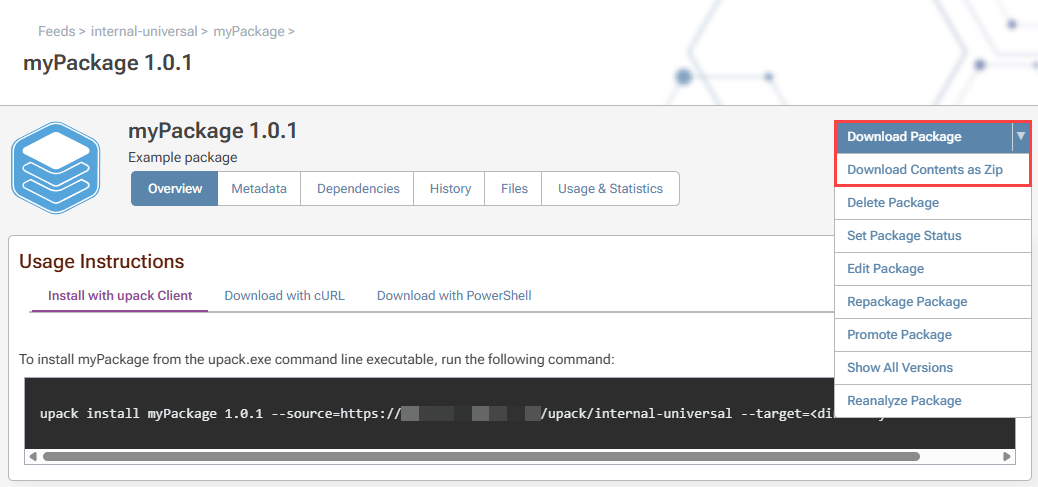 Feeds > internal-universal > myPackage >
myPackage 1.0.1
myPackage 1.0.1
Example package
Overview Metadata Dependencies History Files Usage & Statistics
Download Package
Download Contents as Zip
Delete Package
Set Package Status
Edit Package
Repackage Package
Promote Package
Show All Versions
Reanalyze Package
Usage Instructions
Install with upack Client Download with cURL Download with PowerShell
To install myPackage from the upack.exe command line executable, run the following command:
upack install myPackage 1.0.1 --source=https:// /upack/internal-universal --target=